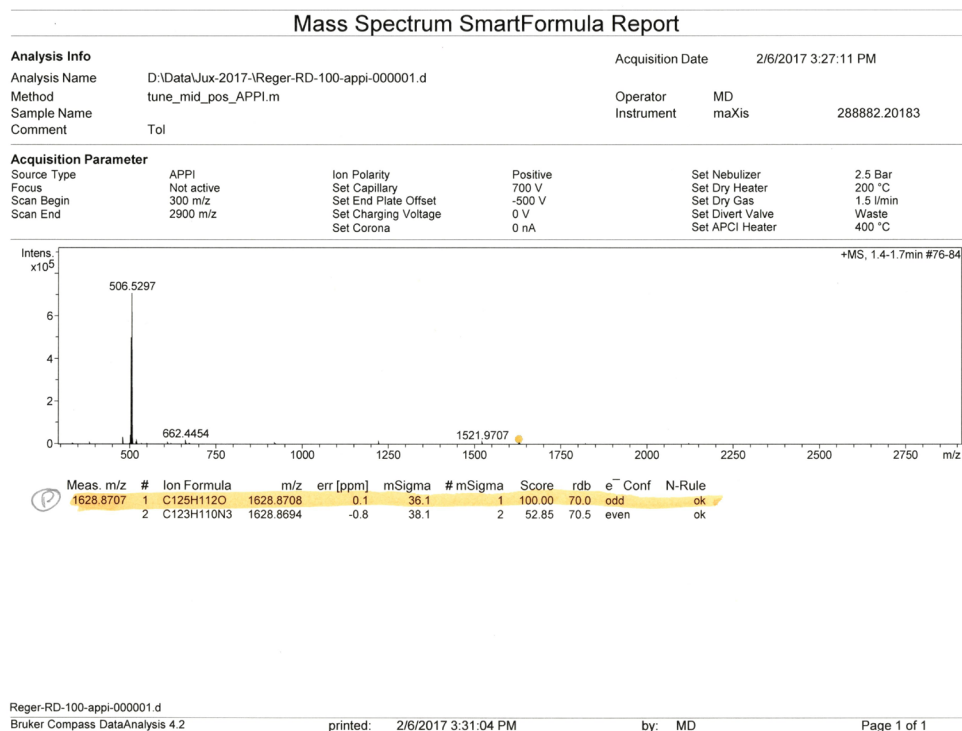 Mass Spectrum SmartFormula Report
Analysis Info
Acquisition Date 2/6/2017 3:27:11 PM
Analysis Name D:\Data\Jux-2017-\Reger-RD-100-appi-000001.d
Method tune_mid_pos_APPI.m Operator MD
Sample Name Instrument maXis 288882.20183
Comment Tol
Acquisition Parameter
Source Type APPI Ion Polarity Positive Set Nebulizer 2.5 Bar
Focus Not active Set Capillary 700 V Set Dry Heater 200 °C
Scan Begin 300 m/z Set End Plate Offset -500 V Set Dry Gas 1.5 l/min
Scan End 2900 m/z Set Charging Voltage 0 V Set Divert Valve Waste
Set Corona 0 nA Set APCI Heater 400 °C
Intens. +MS, 1.4-1.7min #76-84
x10⁵
506.5297
6
4
2
662.4454 1521.9707
0
500 750 1000 1250 1500 1750 2000 2250 2500 2750 m/z
Meas. m/z # Ion Formula m/z err [ppm] mSigma # mSigma Score rdb e⁻ Conf N-Rule
P 1628.8707 1 C125H112O 1628.8708 0.1 36.1 1 100.00 70.0 odd ok
2 C123H110N3 1628.8694 -0.8 38.1 2 52.85 70.5 even ok
Reger-RD-100-appi-000001.d
Bruker Compass DataAnalysis 4.2 printed: 2/6/2017 3:31:04 PM by: MD Page 1 of 1